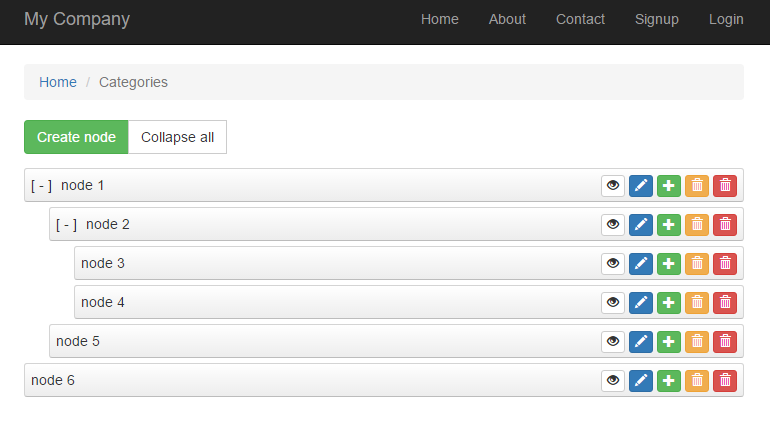 My Company Home About Contact Signup Login
Home / Categories
Create node Collapse all
[ - ] node 1
[ - ] node 2
node 3
node 4
node 5
node 6